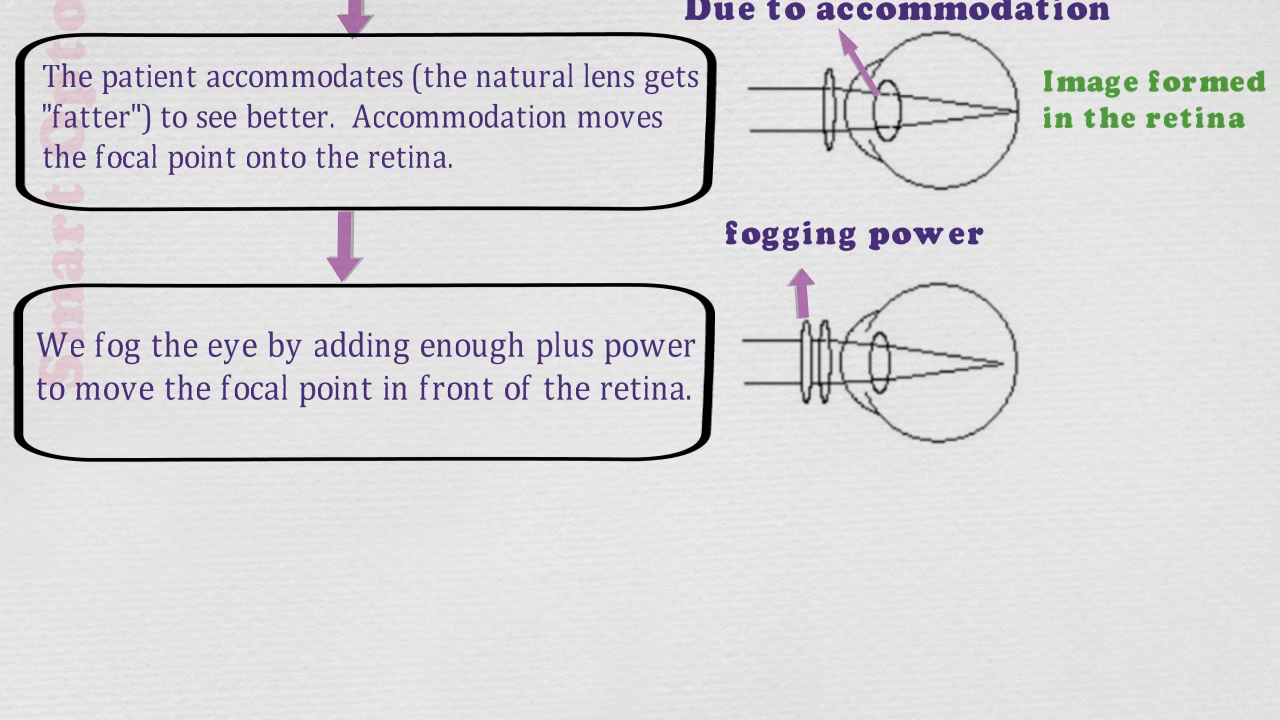 Due to accommodation
The patient accommodates (the natural lens gets
"fatter") to see better.  Accommodation moves
the focal point onto the retina.
Image formed
in the retina
fogging power
We fog the eye by adding enough plus power
to move the focal point in front of the retina.
Smart Opto